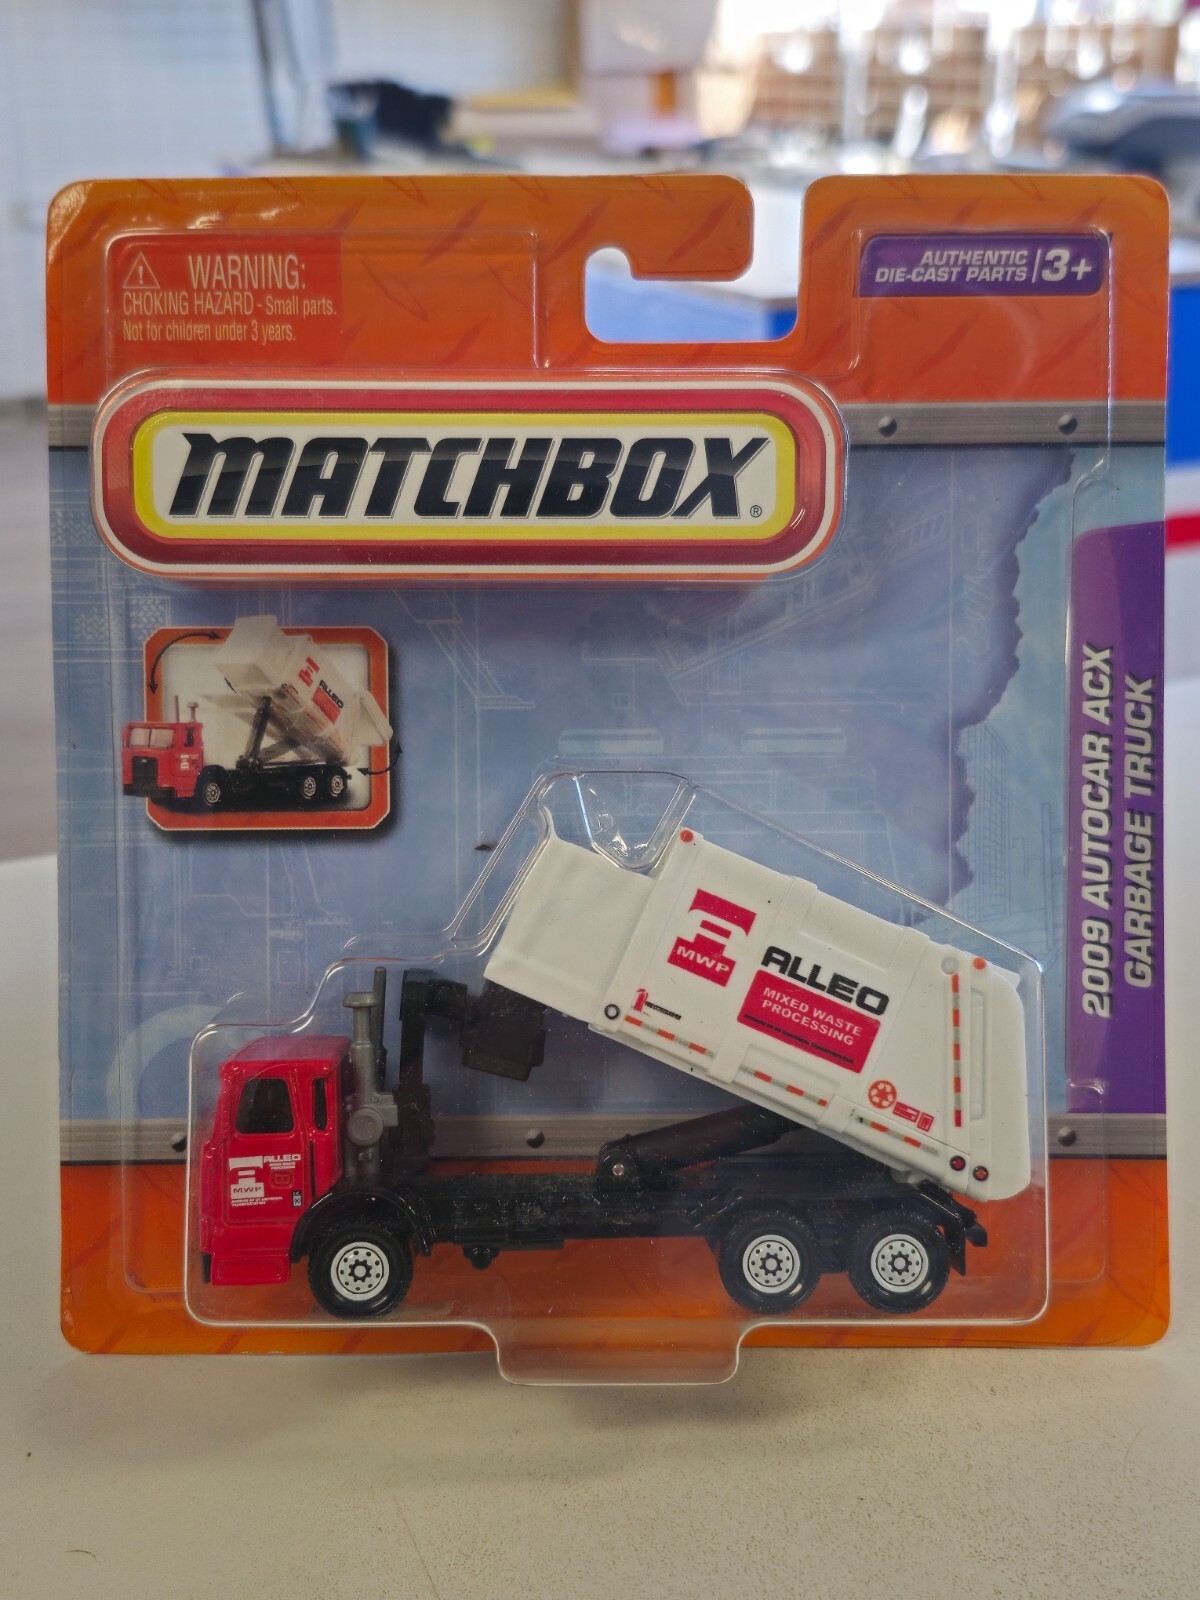 WARNING:
CHOKING HAZARD - Small parts.
Not for children under 3 years.
AUTHENTIC
DIE-CAST PARTS
3+
MATCHBOX®
ALLEO
2009 AUTOCAR ACX
GARBAGE TRUCK
MWP
ALLEO
MIXED WASTE
PROCESSING
ALLEO
MWP